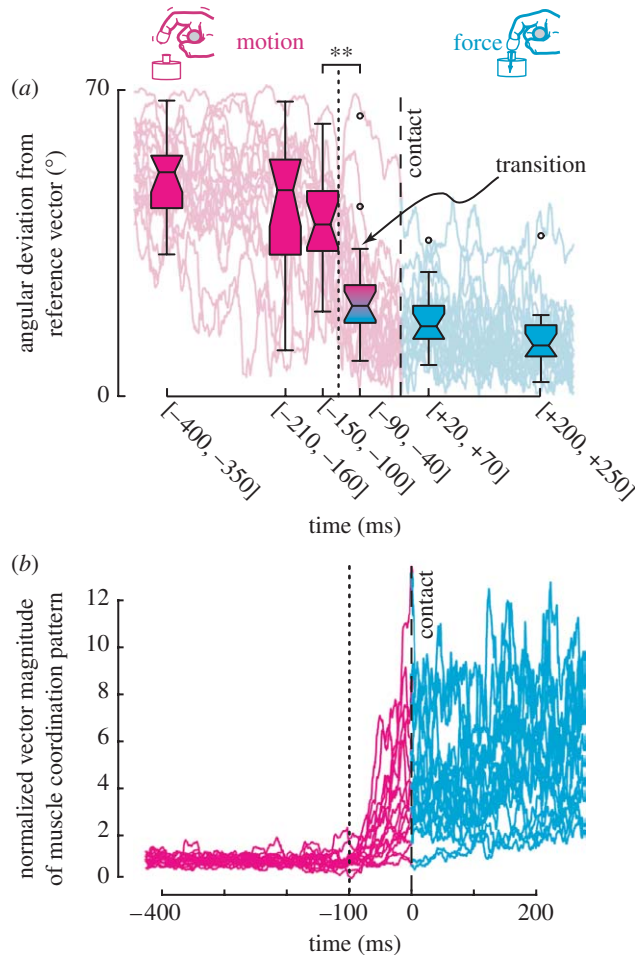 motion
force
**
(a)
70
0
angular deviation from
reference vector (°)
contact
transition
[−400, −350]
[−210, −160]
[−150, −100]
[−90, −40]
[+20, +70]
[+200, +250]
time (ms)
(b)
12
10
8
6
4
2
0
normalized vector magnitude
of muscle coordination pattern
contact
−400
−100
0
200
time (ms)